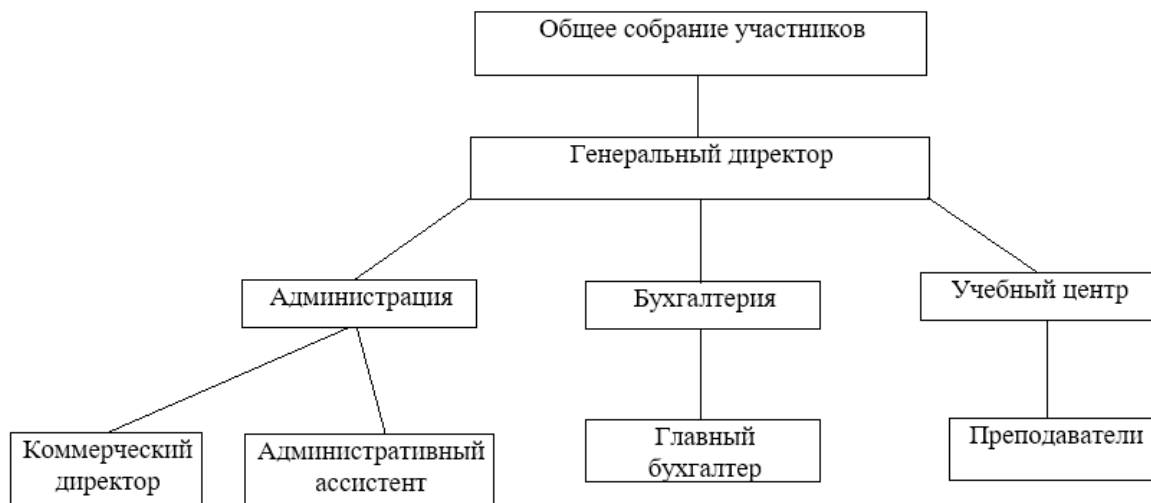 Общее собрание участников
Генеральный директор
Администрация
Бухгалтерия
Учебный центр
Коммерческий
директор
Административный
ассистент
Главный
бухгалтер
Преподаватели